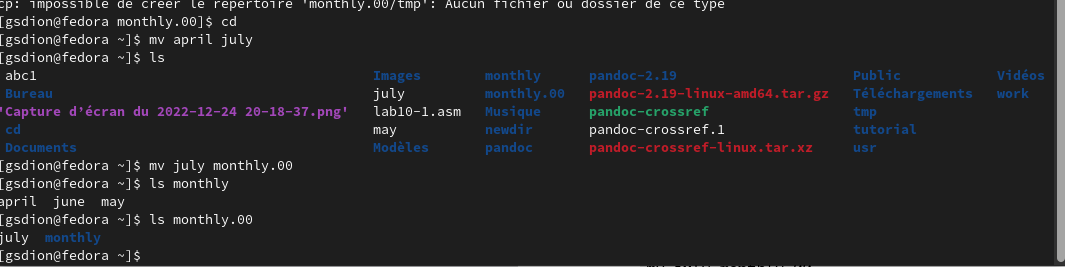 cp: impossible de créer le répertoire 'monthly.00/tmp': Aucun fichier ou dossier de ce type
[gsdion@fedora monthly.00]$ cd
[gsdion@fedora ~]$ mv april july
[gsdion@fedora ~]$ ls
abc1 Images monthly pandoc-2.19 Public Vidéos
Bureau july monthly.00 pandoc-2.19-linux-amd64.tar.gz Téléchargements work
'Capture d’écran du 2022-12-24 20-18-37.png' lab10-1.asm Musique pandoc-crossref tmp
cd may newdir pandoc-crossref.1 tutorial
Documents Modèles pandoc pandoc-crossref-linux.tar.xz usr
[gsdion@fedora ~]$ mv july monthly.00
[gsdion@fedora ~]$ ls monthly
april june may
[gsdion@fedora ~]$ ls monthly.00
july monthly
[gsdion@fedora ~]$